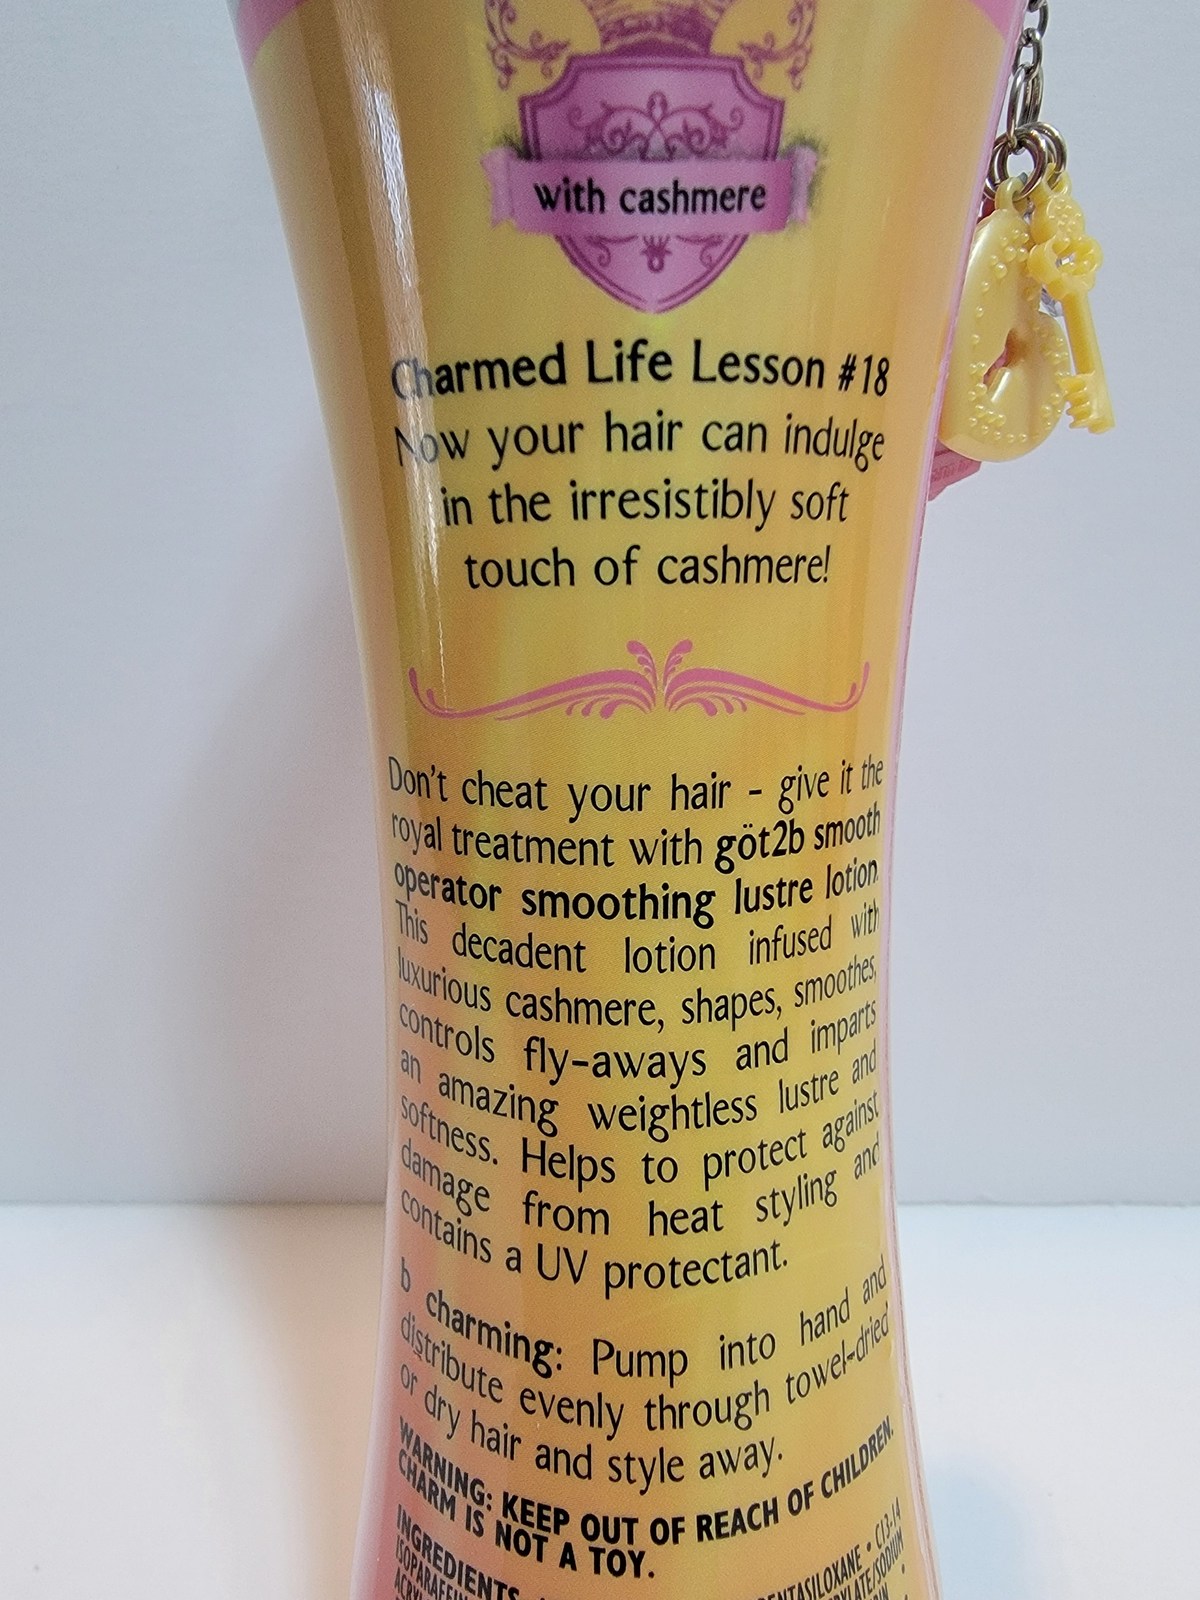 with cashmere
Charmed Life Lesson #18
Now your hair can indulge
in the irresistibly soft
touch of cashmere!
Don't cheat your hair - give it the
royal treatment with göt2b smooth
operator smoothing lustre lotion.
This decadent lotion infused with
luxurious cashmere, shapes, smoothes,
controls fly-aways and imparts
an amazing weightless lustre and
softness. Helps to protect against
damage from heat styling and
contains a UV protectant.
b charming: Pump into hand and
distribute evenly through towel-dried
or dry hair and style away.
WARNING: KEEP OUT OF REACH OF CHILDREN.
CHARM IS NOT A TOY.
INGREDIENTS • C13-14